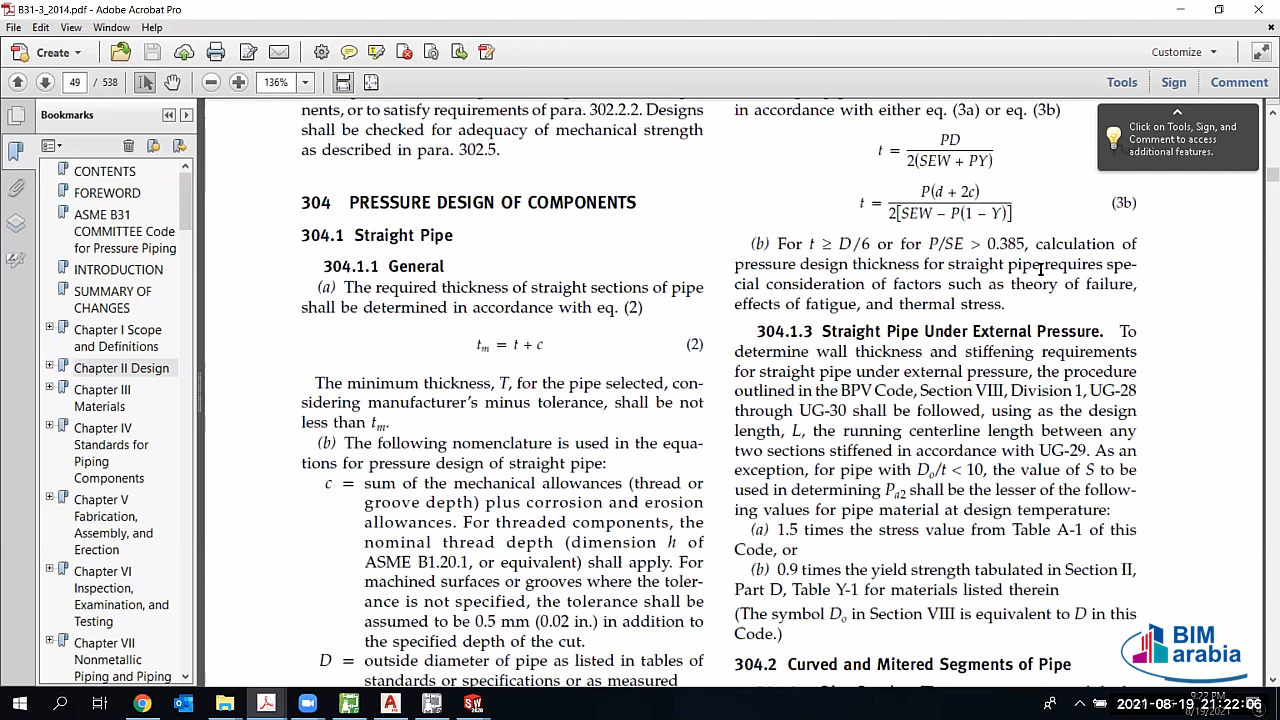 B31-3_2014.pdf - Adobe Acrobat Pro
File Edit View Window Help
Create
Customize
49 / 538
136%
Tools Sign Comment
Bookmarks
CONTENTS
FOREWORD
ASME B31
COMMITTEE Code
for Pressure Piping
INTRODUCTION
SUMMARY OF
CHANGES
Chapter I Scope
and Definitions
Chapter II Design
Chapter III
Materials
Chapter IV
Standards for
Piping
Components
Chapter V
Fabrication,
Assembly, and
Erection
Chapter VI
Inspection,
Examination, and
Testing
Chapter VII
Nonmetallic
Piping and Piping
nents, or to satisfy requirements of para. 302.2.2. Designs
shall be checked for adequacy of mechanical strength
as described in para. 302.5.
304 PRESSURE DESIGN OF COMPONENTS
304.1 Straight Pipe
304.1.1 General
(a) The required thickness of straight sections of pipe
shall be determined in accordance with eq. (2)
tm = t + c (2)
The minimum thickness, T, for the pipe selected, con-
sidering manufacturer's minus tolerance, shall be not
less than tm.
(b) The following nomenclature is used in the equa-
tions for pressure design of straight pipe:
c = sum of the mechanical allowances (thread or
groove depth) plus corrosion and erosion
allowances. For threaded components, the
nominal thread depth (dimension h of
ASME B1.20.1, or equivalent) shall apply. For
machined surfaces or grooves where the toler-
ance is not specified, the tolerance shall be
assumed to be 0.5 mm (0.02 in.) in addition to
the specified depth of the cut.
D = outside diameter of pipe as listed in tables of
standards or specifications or as measured
in accordance with either eq. (3a) or eq. (3b)
t = PD / 2(SEW + PY)
t = P(d + 2c) / 2[SEW − P(1 − Y)] (3b)
(b) For t ≥ D/6 or for P/SE > 0.385, calculation of
pressure design thickness for straight pipe requires spe-
cial consideration of factors such as theory of failure,
effects of fatigue, and thermal stress.
304.1.3 Straight Pipe Under External Pressure. To
determine wall thickness and stiffening requirements
for straight pipe under external pressure, the procedure
outlined in the BPV Code, Section VIII, Division 1, UG-28
through UG-30 shall be followed, using as the design
length, L, the running centerline length between any
two sections stiffened in accordance with UG-29. As an
exception, for pipe with Do/t < 10, the value of S to be
used in determining Pa2 shall be the lesser of the follow-
ing values for pipe material at design temperature:
(a) 1.5 times the stress value from Table A-1 of this
Code, or
(b) 0.9 times the yield strength tabulated in Section II,
Part D, Table Y-1 for materials listed therein
(The symbol Do in Section VIII is equivalent to D in this
Code.)
304.2 Curved and Mitered Segments of Pipe
Click on Tools, Sign, and
Comment to access
additional features.
BIM
arabia
9:22 PM
8/19/2021
2021-08-19 21:22:06